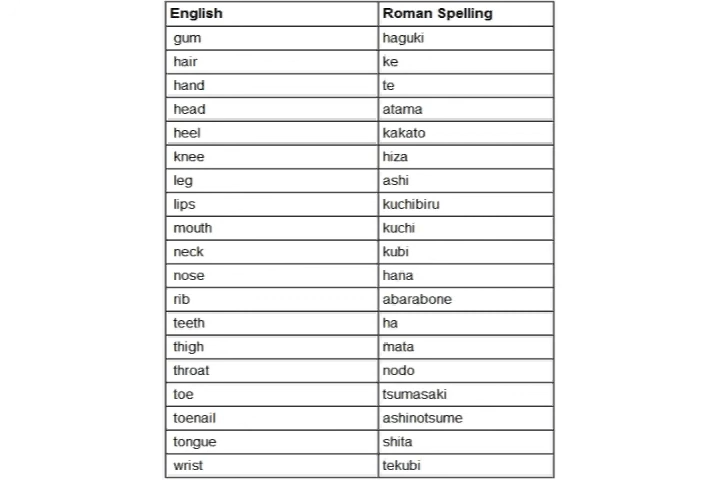 English Roman Spelling
gum haguki
hair ke
hand te
head atama
heel kakato
knee hiza
leg ashi
lips kuchibiru
mouth kuchi
neck kubi
nose hana
rib abarabone
teeth ha
thigh mata
throat nodo
toe tsumasaki
toenail ashinotsume
tongue shita
wrist tekubi